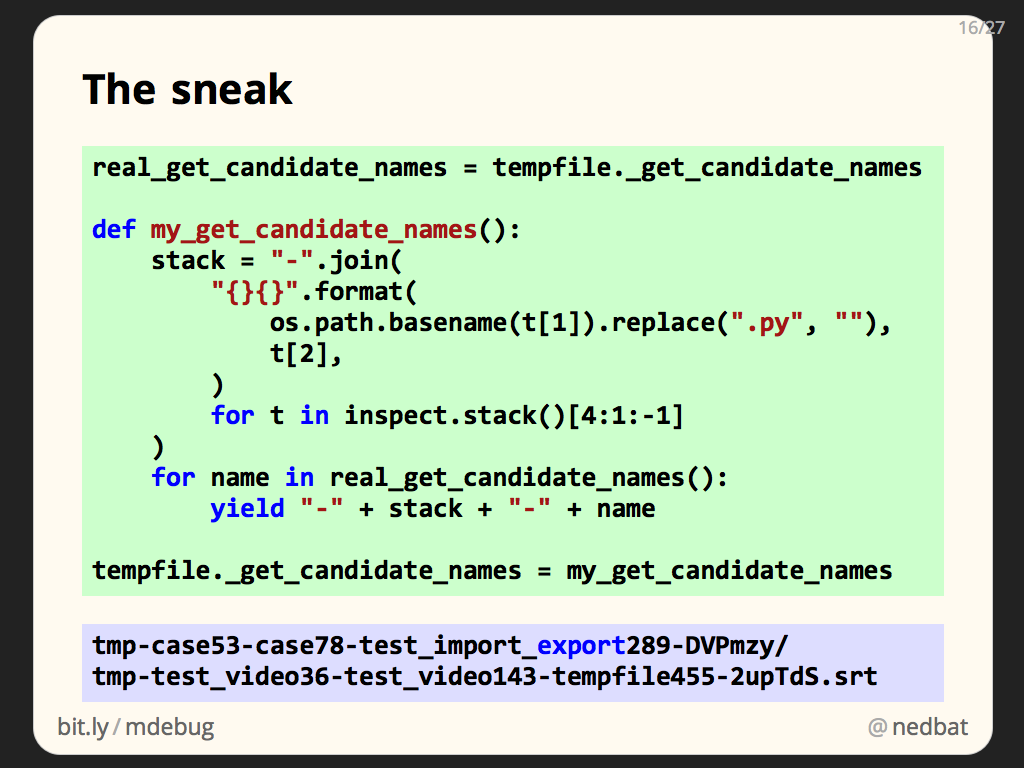 16/27
The sneak
real_get_candidate_names = tempfile._get_candidate_names
def my_get_candidate_names():
    stack = "-".join(
        "{}{}".format(
            os.path.basename(t[1]).replace(".py", ""),
            t[2],
        )
        for t in inspect.stack()[4:1:-1]
    )
    for name in real_get_candidate_names():
        yield "-" + stack + "-" + name
tempfile._get_candidate_names = my_get_candidate_names
tmp-case53-case78-test_import_export289-DVPmzy/
tmp-test_video36-test_video143-tempfile455-2upTdS.srt
bit.ly/mdebug
@nedbat